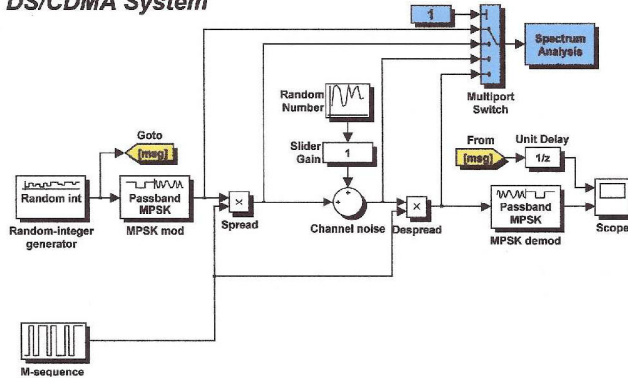 DS/CDMA System
1
Spectrum
Analysis
Multiport
Switch
Random
Number
Slider
Gain
1
Goto
[msg]
From
[msg]
Unit Delay
1/z
Random int
Random-integer
generator
Passband
MPSK
MPSK mod
×
Spread
+
+
Channel noise
×
Despread
Passband
MPSK
MPSK demod
Scope
M-sequence